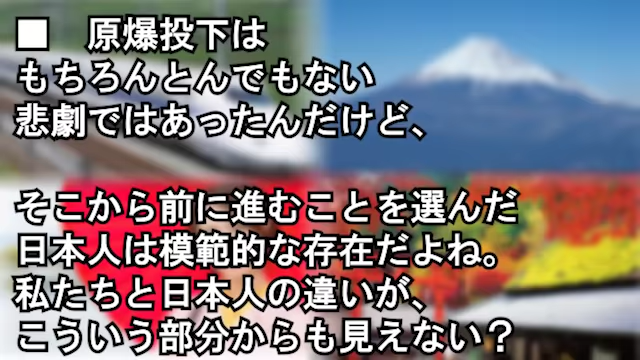 ■　原爆投下は
もちろんとんでもない
悲劇ではあったんだけど、
そこから前に進むことを選んだ
日本人は模範的な存在だよね。
私たちと日本人の違いが、
こういう部分からも見えない？